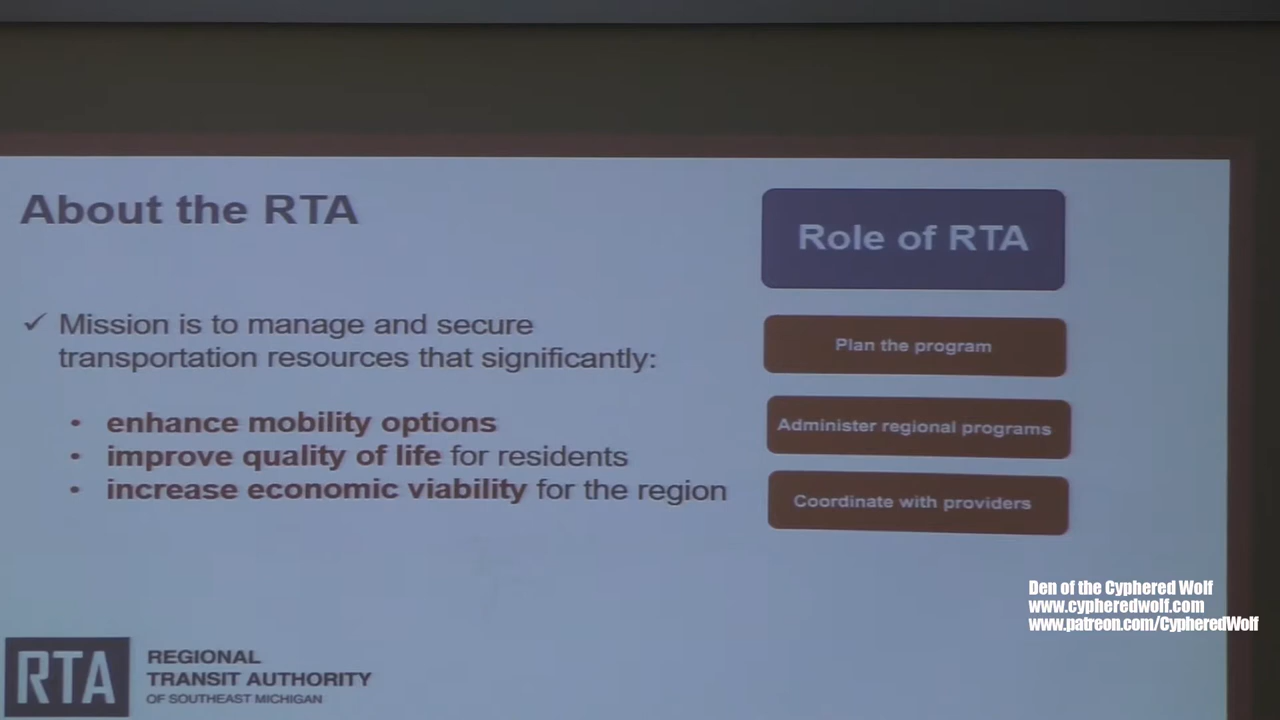 About the RTA
✓ Mission is to manage and secure
transportation resources that significantly:
• enhance mobility options
• improve quality of life for residents
• increase economic viability for the region
Role of RTA
Plan the program
Administer regional programs
Coordinate with providers
Den of the Cyphered Wolf
www.cypheredwolf.com
www.patreon.com/CypheredWolf
RTA
REGIONAL
TRANSIT AUTHORITY
OF SOUTHEAST MICHIGAN